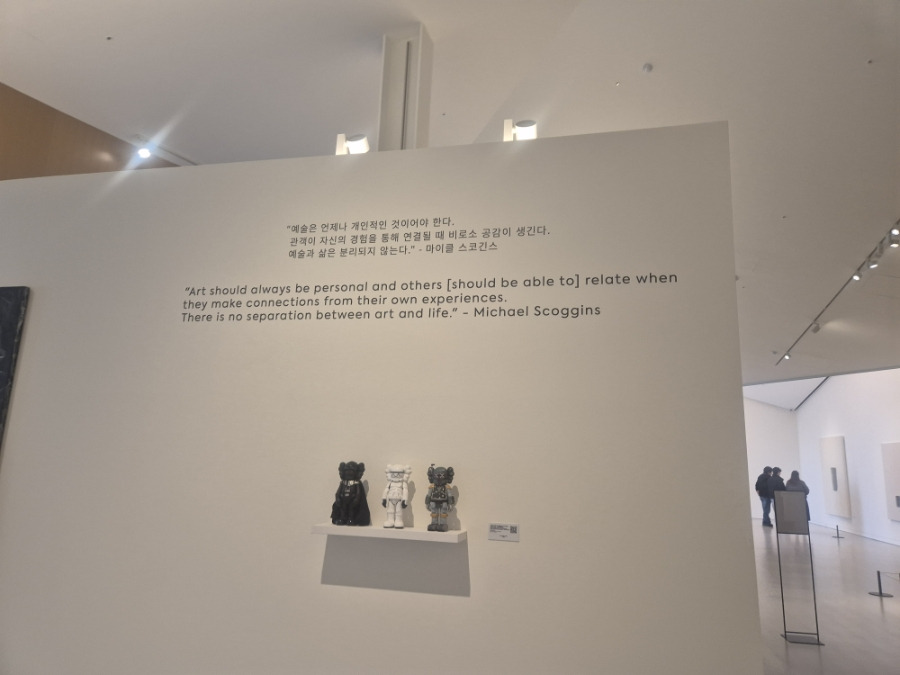 "예술은 언제나 개인적인 것이어야 한다.
관객이 자신의 경험을 통해 연결될 때 비로소 공감이 생긴다.
예술과 삶은 분리되지 않는다." - 마이클 스코긴스
"Art should always be personal and others [should be able to] relate when
they make connections from their own experiences.
There is no separation between art and life." - Michael Scoggins